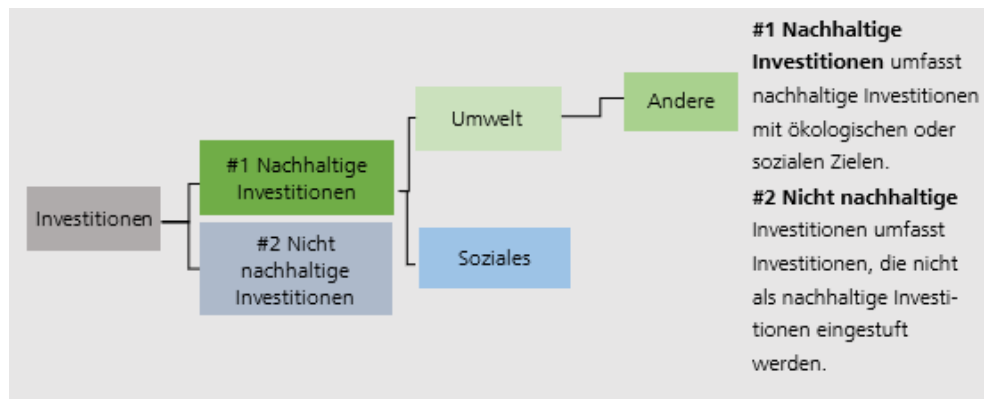 Investitionen
#1 Nachhaltige
Investitionen
#2 Nicht
nachhaltige
Investitionen
Umwelt
Soziales
Andere
#1 Nachhaltige
Investitionen umfasst
nachhaltige Investitionen
mit ökologischen oder
sozialen Zielen.
#2 Nicht nachhaltige
Investitionen umfasst
Investitionen, die nicht
als nachhaltige Investi-
tionen eingestuft
werden.